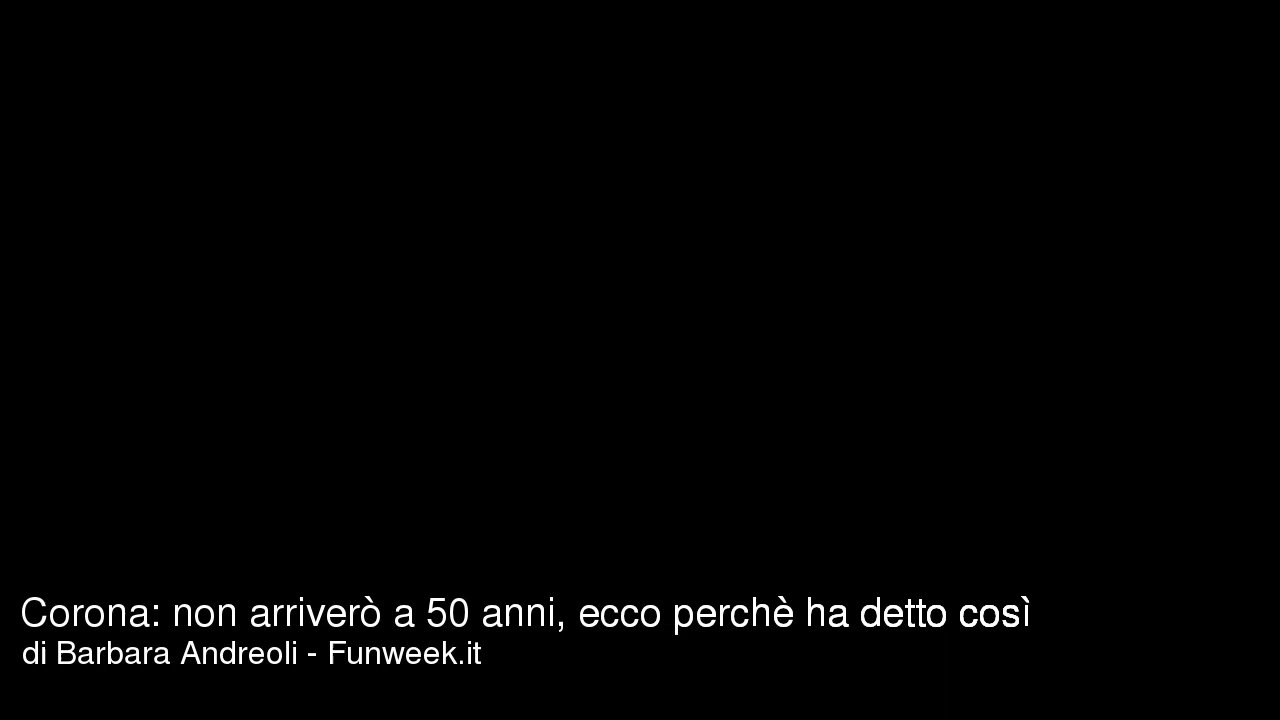 Corona: non arriverò a 50 anni, ecco perchè ha detto così
di Barbara Andreoli - Funweek.it